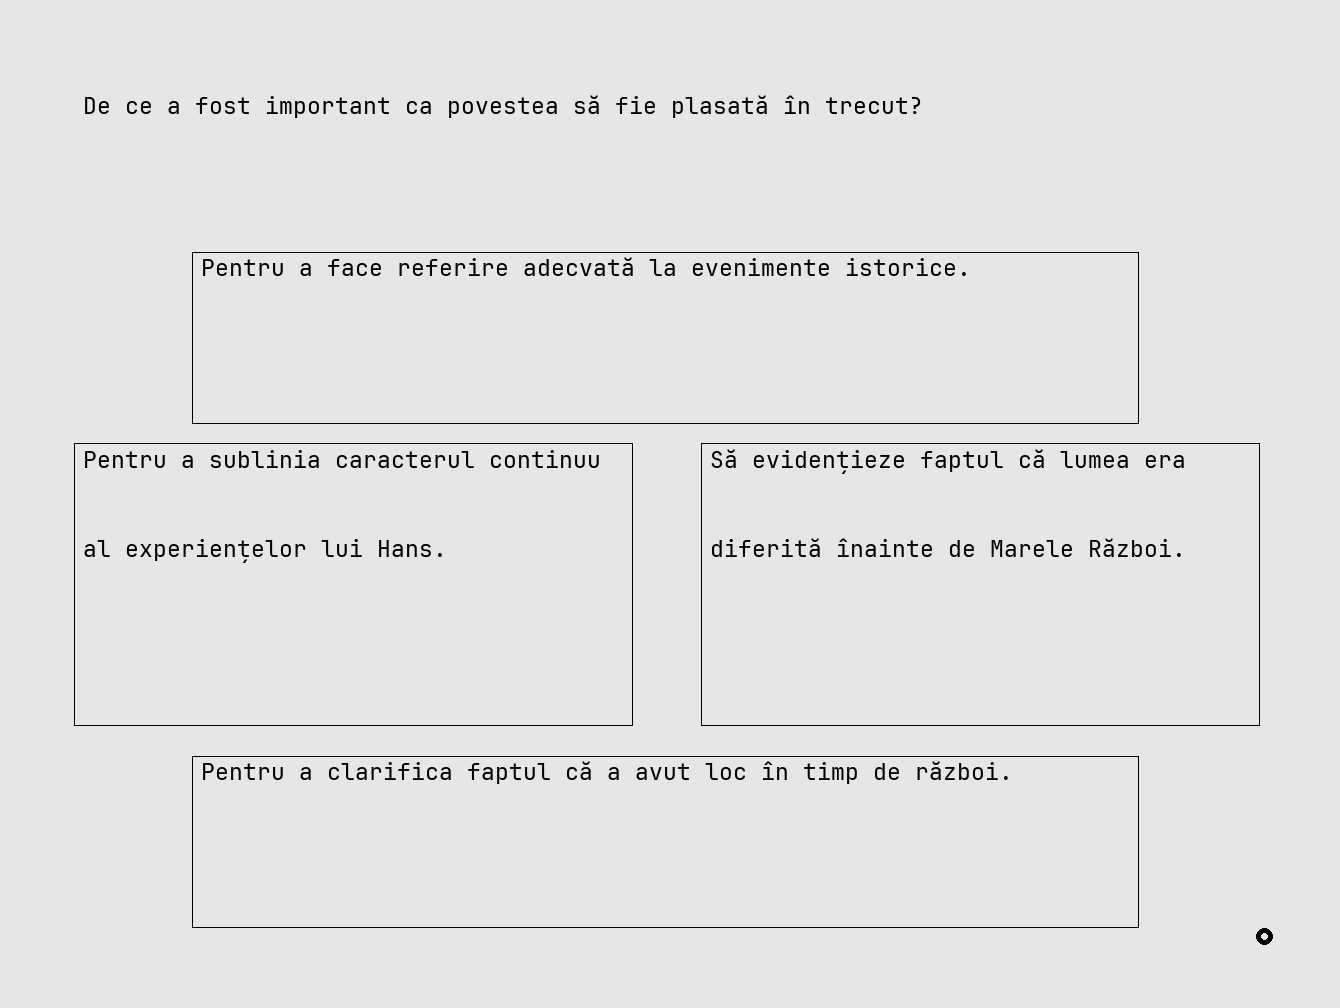 De ce a fost important ca povestea să fie plasată în trecut?
Pentru a face referire adecvată la evenimente istorice.
Pentru a sublinia caracterul continuu
al experiențelor lui Hans.
Să evidențieze faptul că lumea era
diferită înainte de Marele Război.
Pentru a clarifica faptul că a avut loc în timp de război.